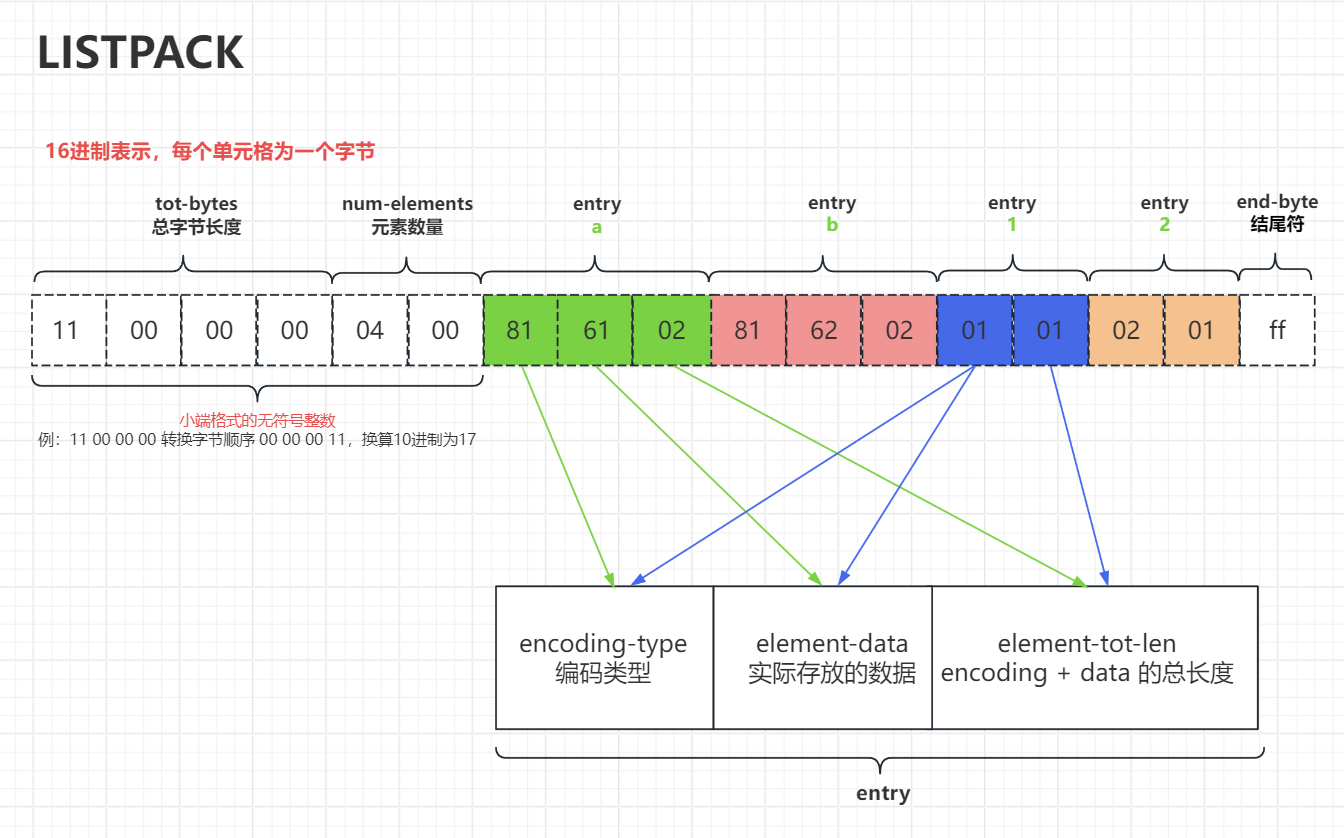 LISTPACK
16进制表示，每个单元格为一个字节
tot-bytes
总字节长度
num-elements
元素数量
entry
a
entry
b
entry
1
entry
2
end-byte
结尾符
11 00 00 00 04 00 81 61 02 81 62 02 01 01 02 01 ff
小端格式的无符号整数
例：11 00 00 00 转换字节顺序 00 00 00 11，换算10进制为17
encoding-type
编码类型
element-data
实际存放的数据
element-tot-len
encoding + data 的总长度
entry